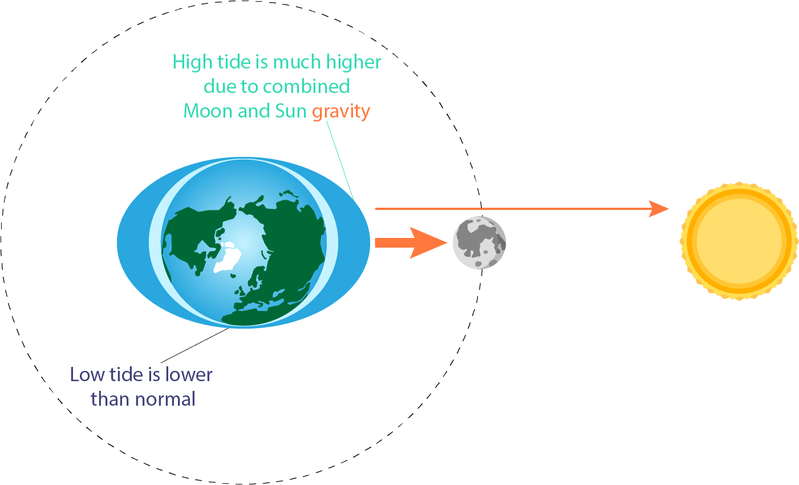 High tide is much higher
due to combined
Moon and Sun gravity
Low tide is lower
than normal